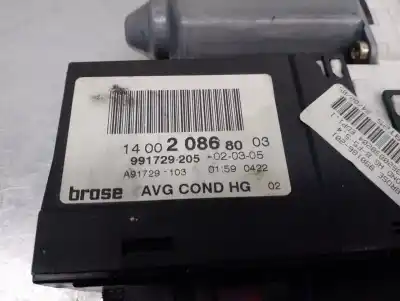 14 00 2 086 80 03
991729-205 -02-03-05
A91729-103 01:59 0422
brose AVG COND HG 02